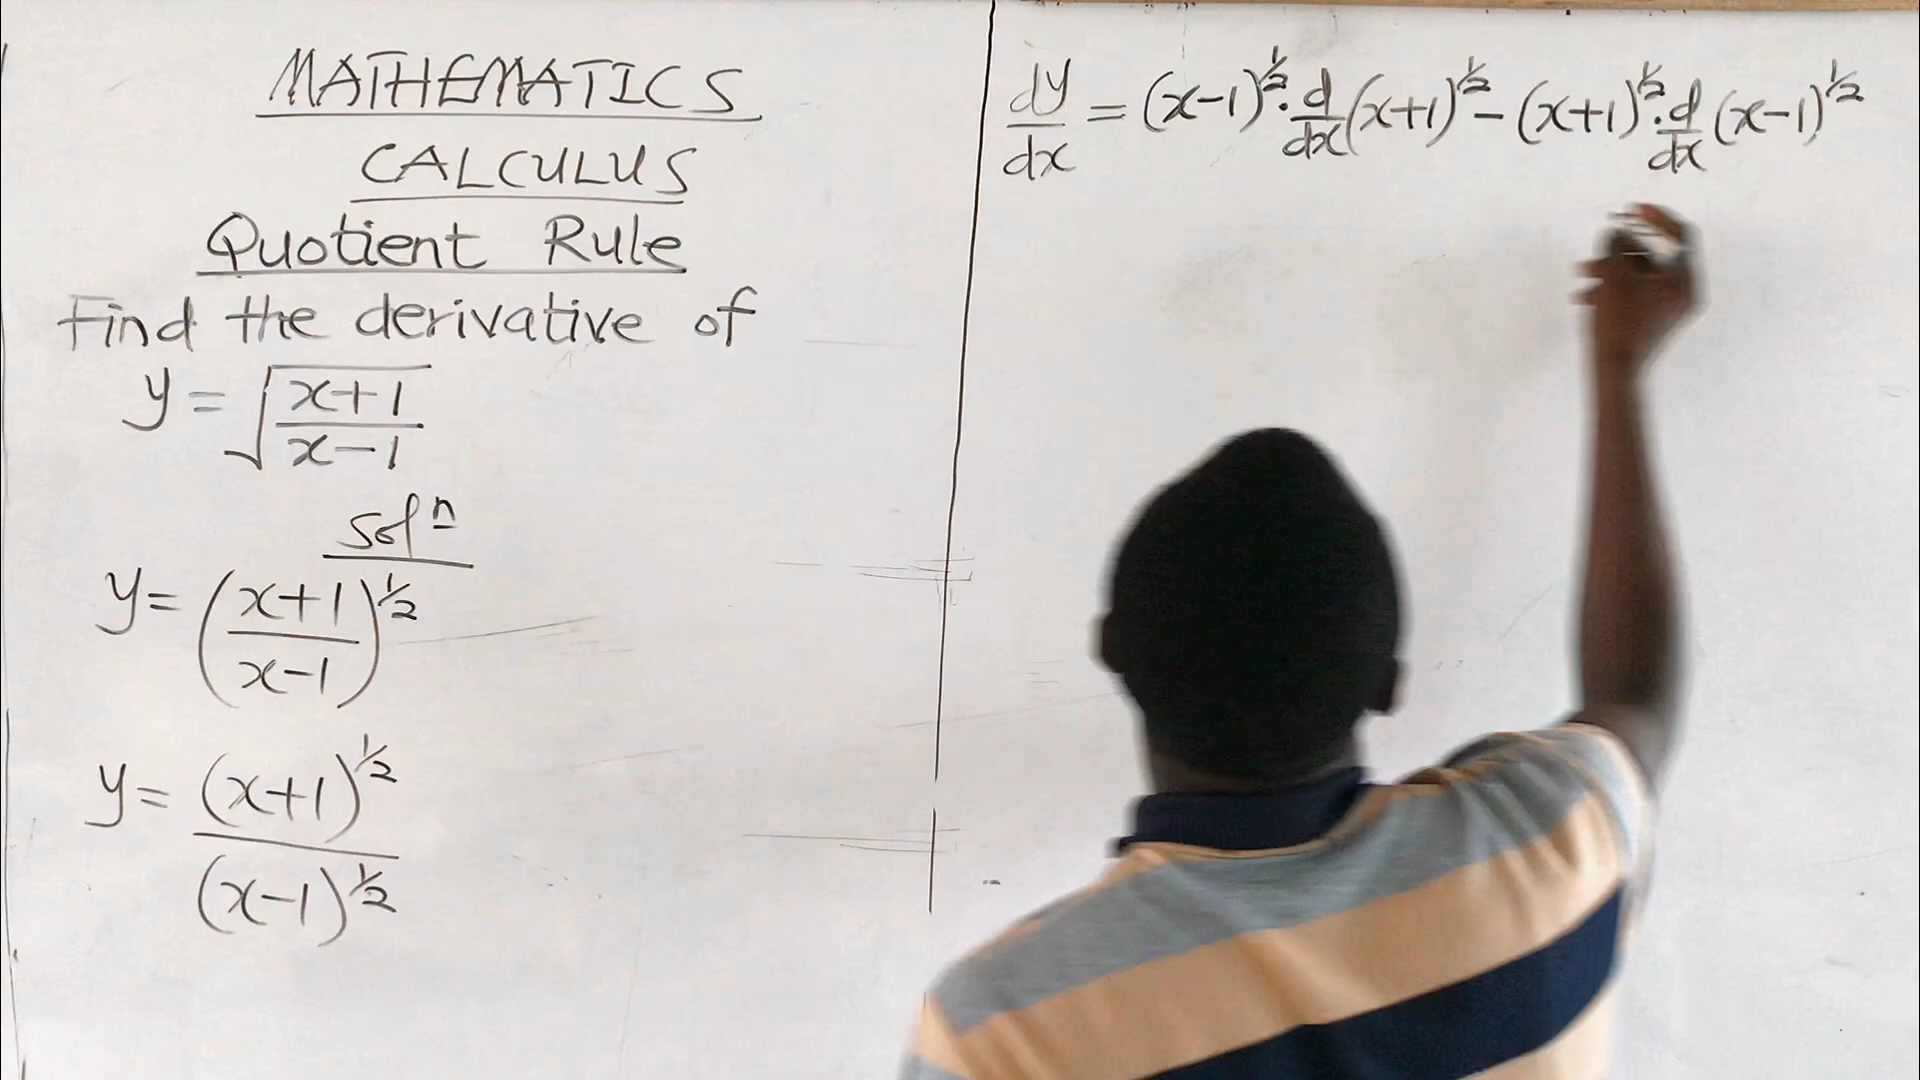 MATHEMATICS
CALCULUS
Quotient Rule
Find the derivative of
y = √((x+1)/(x-1))
Solⁿ
y = ((x+1)/(x-1))^½
y = (x+1)^½/(x-1)^½
dy/dx = (x-1)^½ · d/dx (x+1)^½ - (x+1)^½ · d/dx (x-1)^½